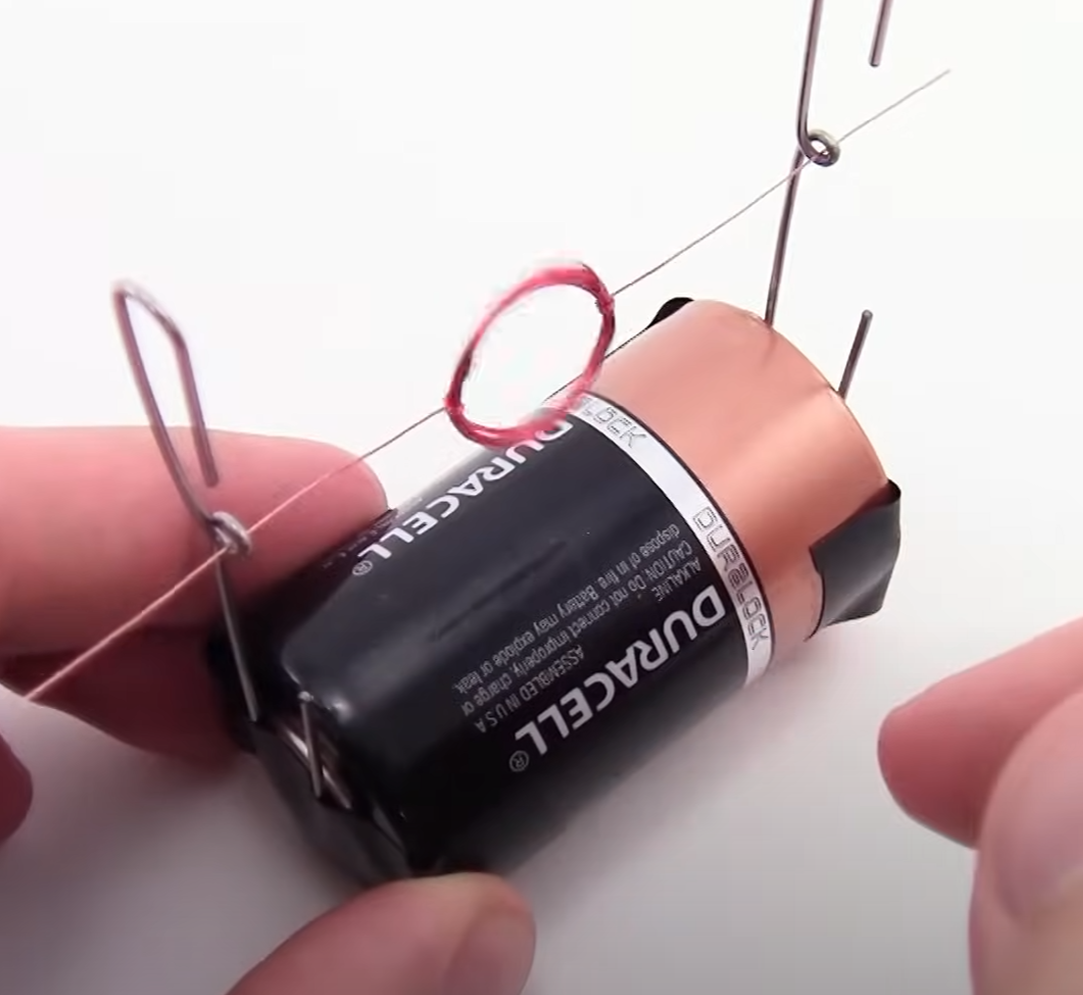 DURALOCK
DURACELL®
ALKALINE ASSEMBLED IN U.S.A
CAUTION: Do not connect improperly, charge or
dispose of in fire. Battery may explode or leak.
LOCK
DURACELL®